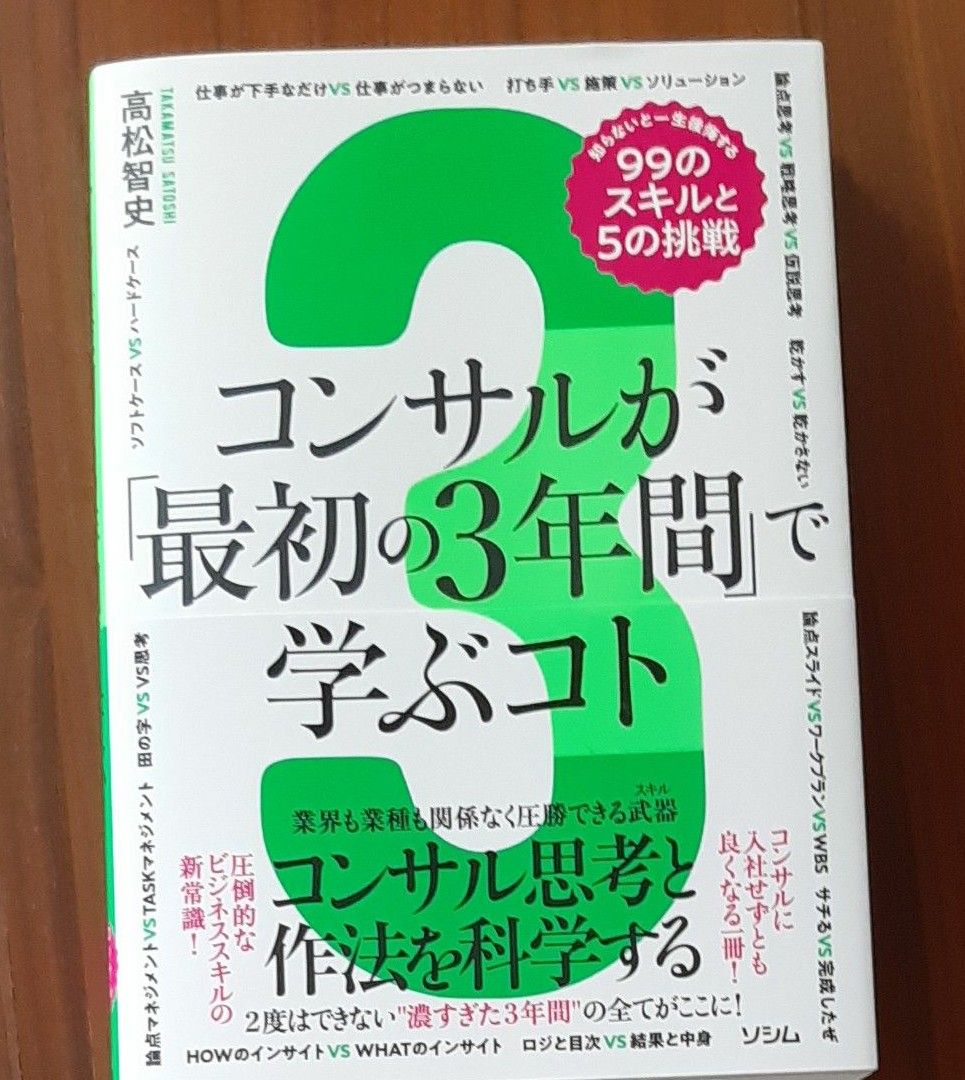 仕事が下手なだけVS仕事がつまらない 打ち手VS施策VSソリューション
高松智史
TAKAMATSU SATOSHI
知らないと一生後悔する
99の
スキルと
5の挑戦
論点思考VS戦略思考VS仮説思考 乾かすVS乾かさない
ソフトケースVSハードケース
コンサルが
「最初の3年間」で
学ぶコト
論点スライドVSワークプランVSWBS サチるVS完成したぜ
論点マネジメントVSTASKマネジメント 田の字VSVS思考
業界も業種も関係なく圧勝できる武器
スキル
コンサル思考と
作法を科学する
コンサルに
入社せずとも
良くなる一冊!
圧倒的な
ビジネススキルの
新常識!
2度はできない"濃すぎた3年間"の全てがここに!
HOWのインサイトVS WHATのインサイト ロジと目次VS結果と中身
ソシム